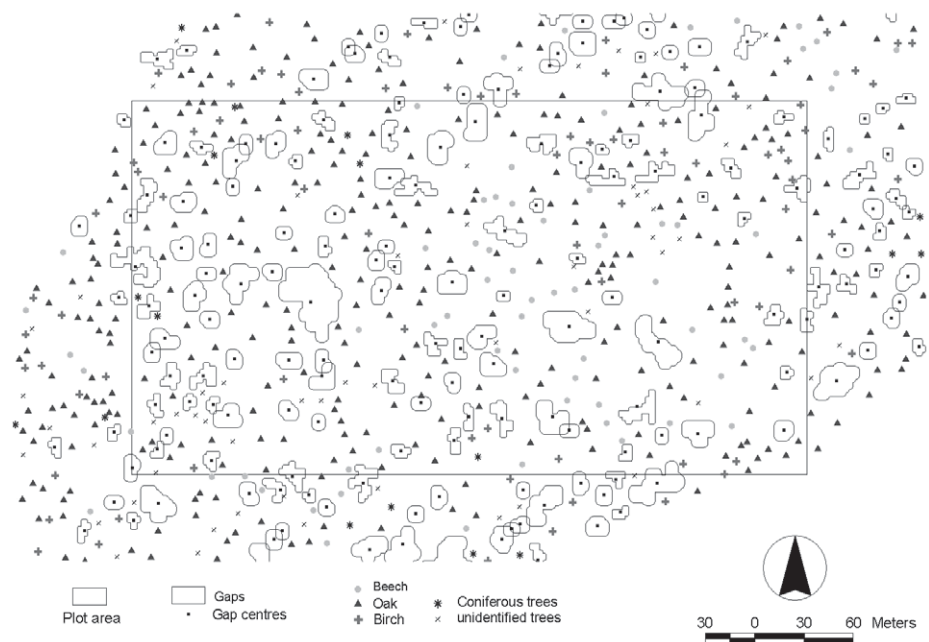 Plot area
Gaps
Gap centres
Beech
Oak
Birch
Coniferous trees
unidentified trees
30 0 30 60 Meters